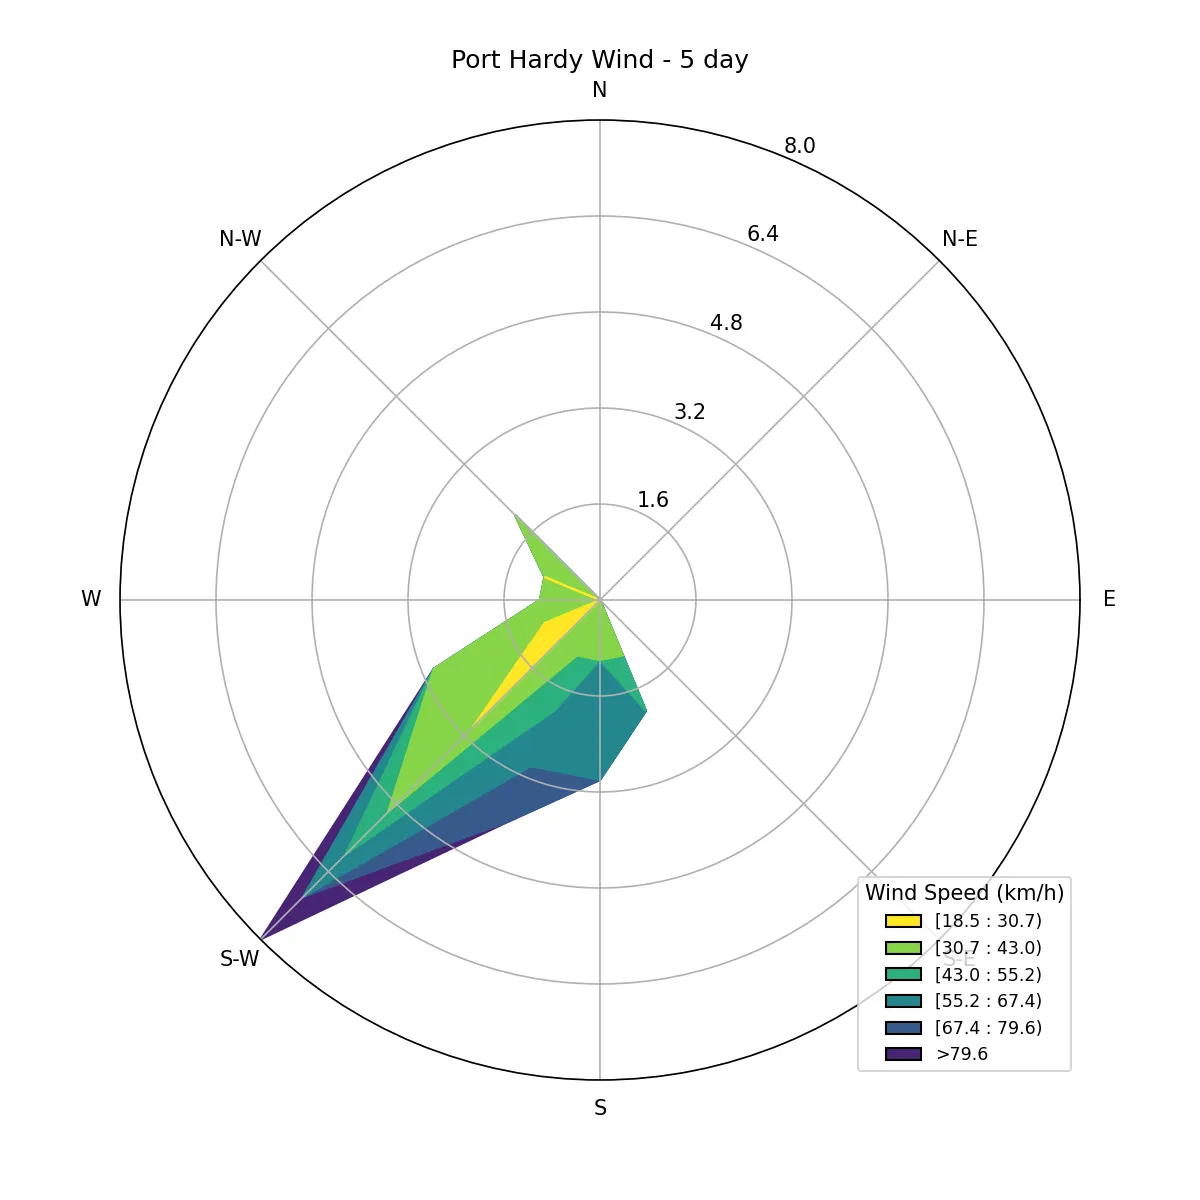 Port Hardy Wind - 5 day
N
8.0
N-W
N-E
6.4
4.8
3.2
1.6
W
E
S-W
S-E
S
Wind Speed (km/h)
[18.5 : 30.7)
[30.7 : 43.0)
[43.0 : 55.2)
[55.2 : 67.4)
[67.4 : 79.6)
>79.6